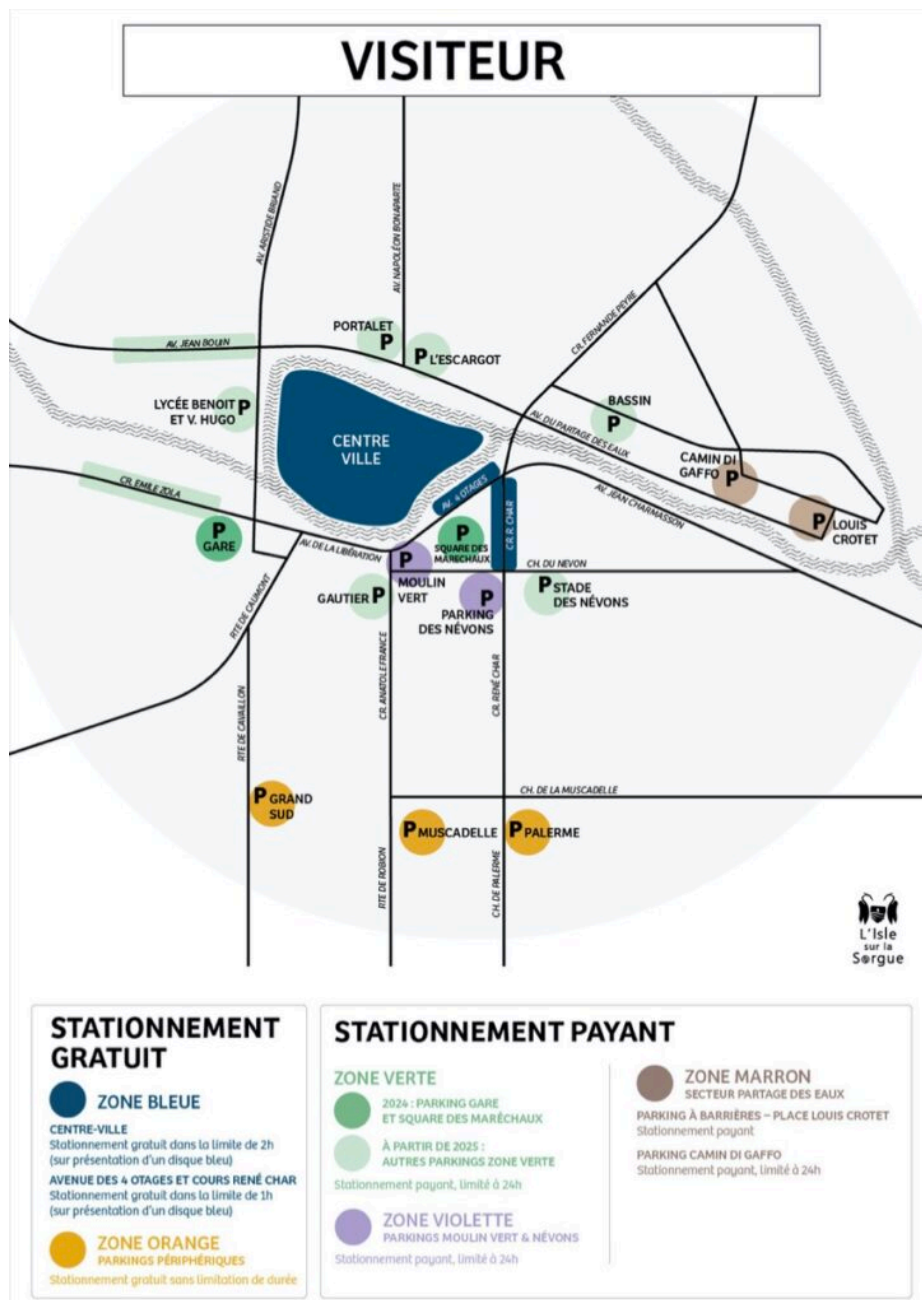 VISITEUR
AV. ARISTIDE BRIAND
AV. NAPOLÉON BONAPARTE
CR. FERNANDE PEYRE
PORTALET
P
P L'ESCARGOT
AV. JEAN BOUIN
LYCÉE BENOIT
ET V. HUGO P
BASSIN
P
AV. DU PARTAGE DES EAUX
CENTRE
VILLE
CAMIN DI
GAFFO P
CR. EMILE ZOLA
AV. 4 OTAGES
CR. R. CHAR
AV. JEAN CHARMASSON
P LOUIS
CROTET
P
GARE
AV. DE LA LIBÉRATION
P
SQUARE DES
MARECHAUX
P
MOULIN
VERT
CH. DU NEVON
GAUTIER P
P
PARKING
DES NÉVONS
P STADE
DES NÉVONS
RTE DE CAUMONT
RTE DE CAVAILLON
CR. ANATOLE FRANCE
CR. RENÉ CHAR
P GRAND
SUD
CH. DE LA MUSCADELLE
P MUSCADELLE
P PALERME
RTE DE ROBION
CH. DE PALERME
L'Isle
sur la
Sorgue
STATIONNEMENT
GRATUIT
ZONE BLEUE
CENTRE-VILLE
Stationnement gratuit dans la limite de 2h
(sur présentation d'un disque bleu)
AVENUE DES 4 OTAGES ET COURS RENÉ CHAR
Stationnement gratuit dans la limite de 1h
(sur présentation d'un disque bleu)
ZONE ORANGE
PARKINGS PÉRIPHÉRIQUES
Stationnement gratuit sans limitation de durée
STATIONNEMENT PAYANT
ZONE VERTE
2024 : PARKING GARE
ET SQUARE DES MARÉCHAUX
À PARTIR DE 2025 :
AUTRES PARKINGS ZONE VERTE
Stationnement payant, limité à 24h
ZONE VIOLETTE
PARKINGS MOULIN VERT & NÉVONS
Stationnement payant, limité à 24h
ZONE MARRON
SECTEUR PARTAGE DES EAUX
PARKING À BARRIÈRES – PLACE LOUIS CROTET
Stationnement payant
PARKING CAMIN DI GAFFO
Stationnement payant, limité à 24h